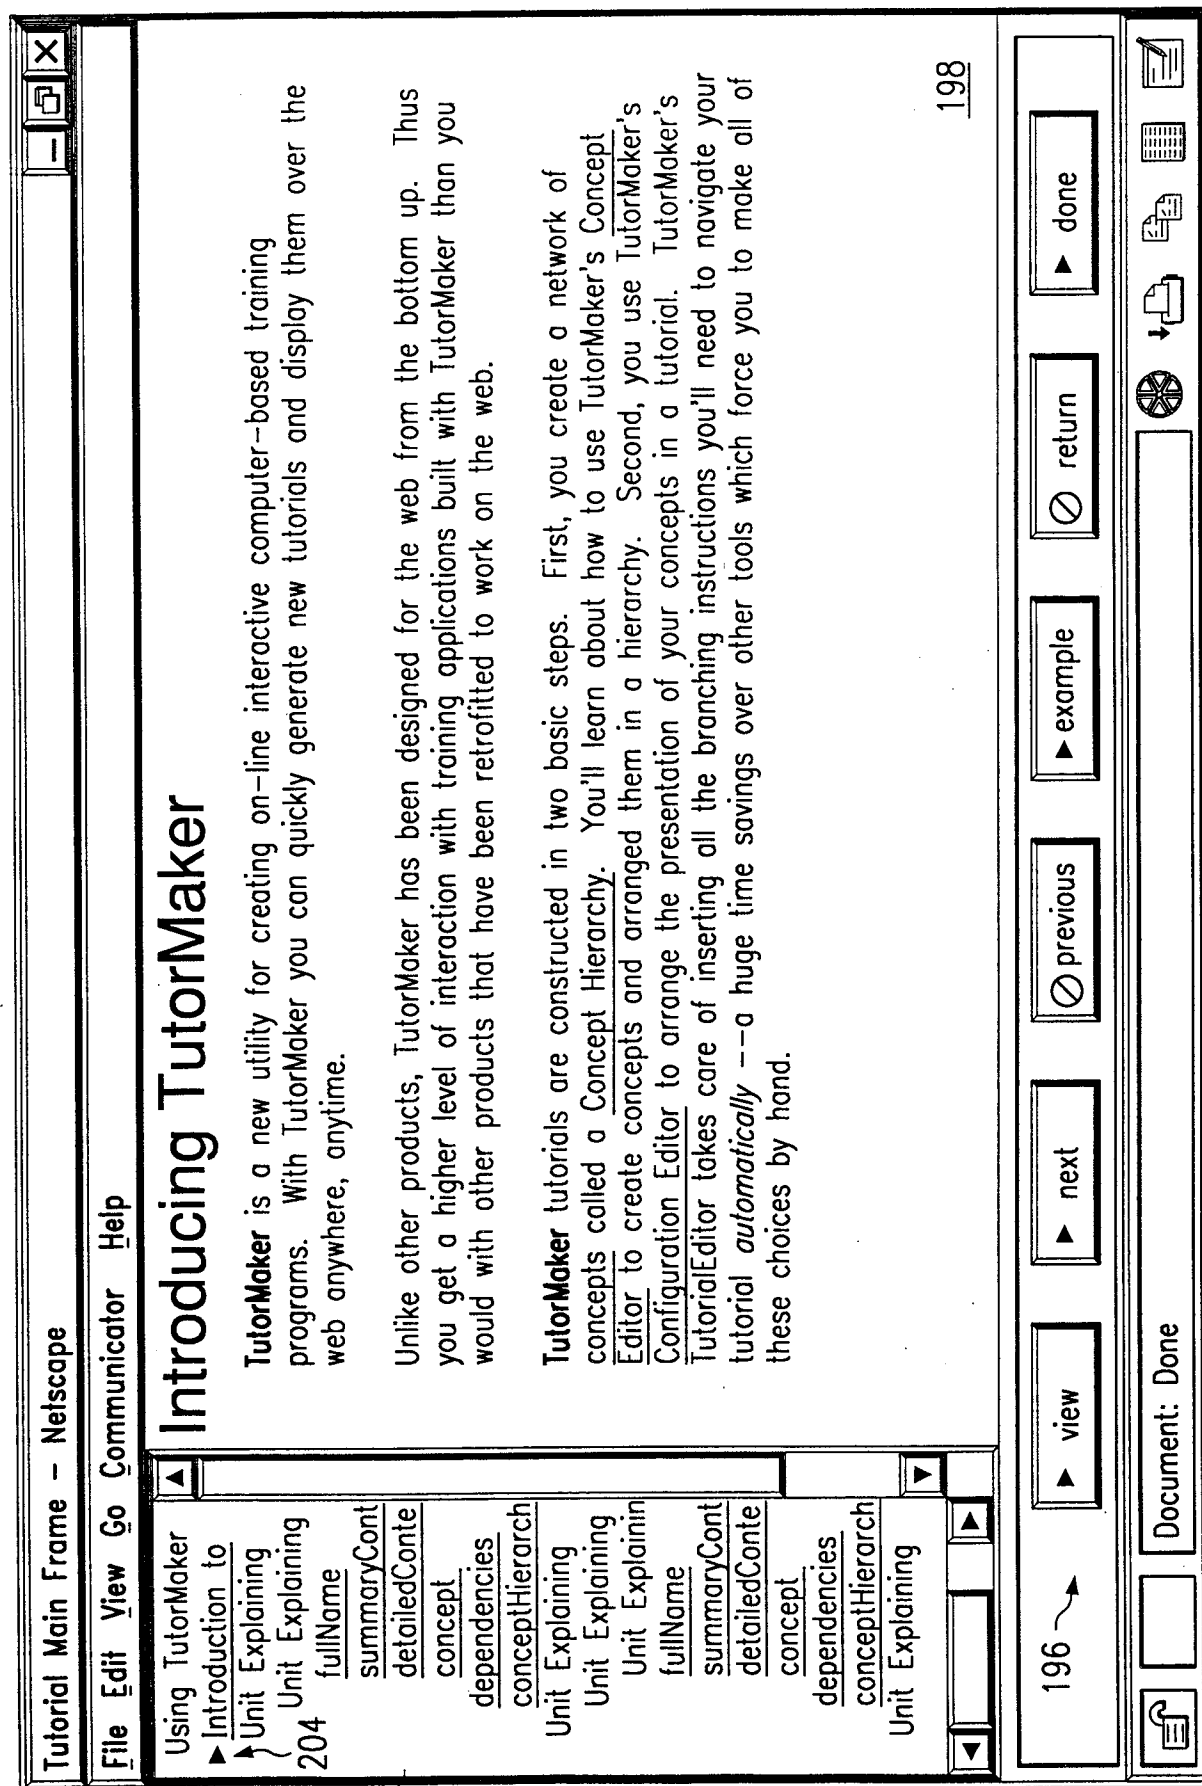 Tutorial Main Frame – Netscape
File Edit View Go Communicator Help
Using TutorMaker
▶ Introduction to
Unit Explaining
Unit Explaining
204
fullName
summaryCont
detailedConte
concept
dependencies
conceptHierarch
Unit Explaining
Unit Explaining
Unit Explainin
fullName
summaryCont
detailedConte
concept
dependencies
conceptHierarch
Unit Explaining
Introducing TutorMaker
TutorMaker is a new utility for creating on–line interactive computer–based training
programs. With TutorMaker you can quickly generate new tutorials and display them over the
web anywhere, anytime.
Unlike other products, TutorMaker has been designed for the web from the bottom up. Thus
you get a higher level of interaction with training applications built with TutorMaker than you
would with other products that have been retrofitted to work on the web.
TutorMaker tutorials are constructed in two basic steps. First, you create a network of
concepts called a Concept Hierarchy. You'll learn about how to use TutorMaker's Concept
Editor to create concepts and arranged them in a hierarchy. Second, you use TutorMaker's
Configuration Editor to arrange the presentation of your concepts in a tutorial. TutorMaker's
TutorialEditor takes care of inserting all the branching instructions you'll need to navigate your
tutorial automatically ––a huge time savings over other tools which force you to make all of
these choices by hand.
198
196
▶ view
▶ next
previous
▶ example
return
▶ done
Document: Done